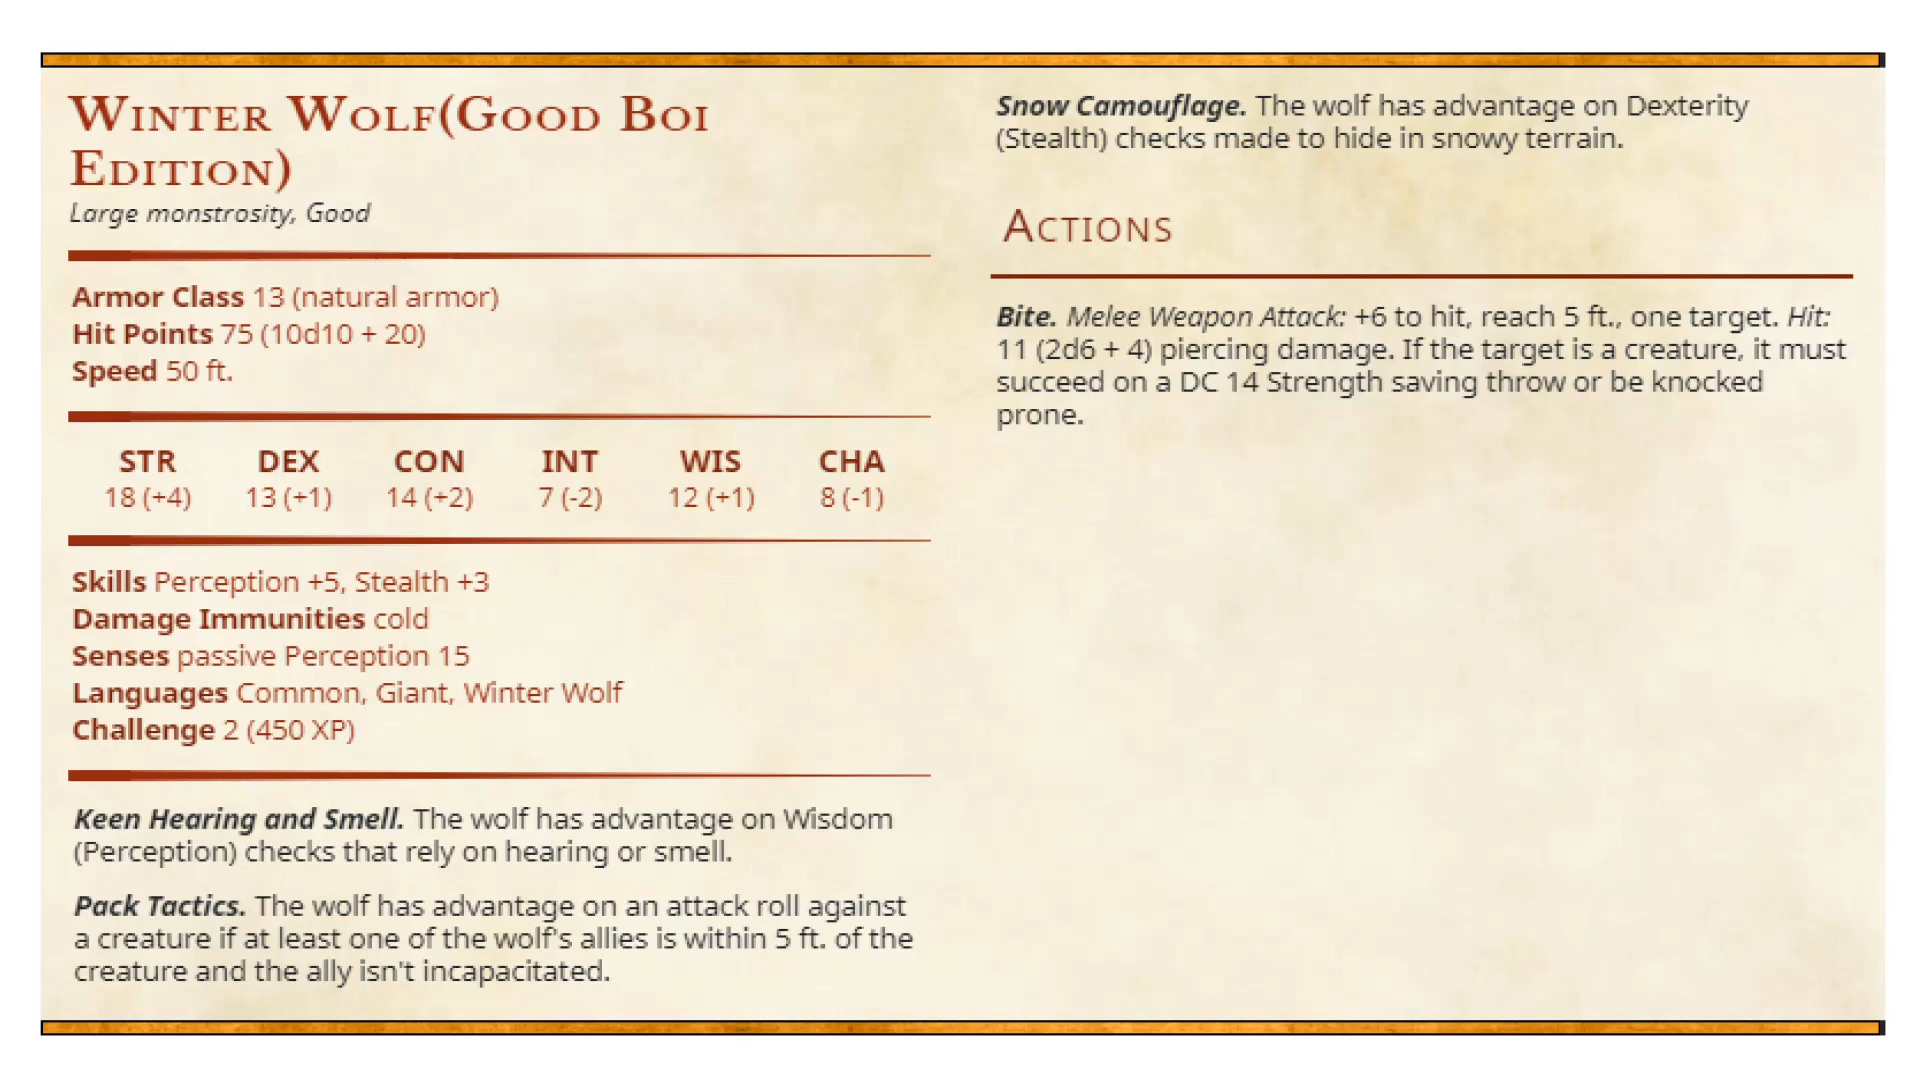 Winter Wolf(Good Boi
Edition)
Large monstrosity, Good
Armor Class 13 (natural armor)
Hit Points 75 (10d10 + 20)
Speed 50 ft.
STR DEX CON INT WIS CHA
18 (+4) 13 (+1) 14 (+2) 7 (-2) 12 (+1) 8 (-1)
Skills Perception +5, Stealth +3
Damage Immunities cold
Senses passive Perception 15
Languages Common, Giant, Winter Wolf
Challenge 2 (450 XP)
Keen Hearing and Smell. The wolf has advantage on Wisdom
(Perception) checks that rely on hearing or smell.
Pack Tactics. The wolf has advantage on an attack roll against
a creature if at least one of the wolf's allies is within 5 ft. of the
creature and the ally isn't incapacitated.
Snow Camouflage. The wolf has advantage on Dexterity
(Stealth) checks made to hide in snowy terrain.
Actions
Bite. Melee Weapon Attack: +6 to hit, reach 5 ft., one target. Hit:
11 (2d6 + 4) piercing damage. If the target is a creature, it must
succeed on a DC 14 Strength saving throw or be knocked
prone.